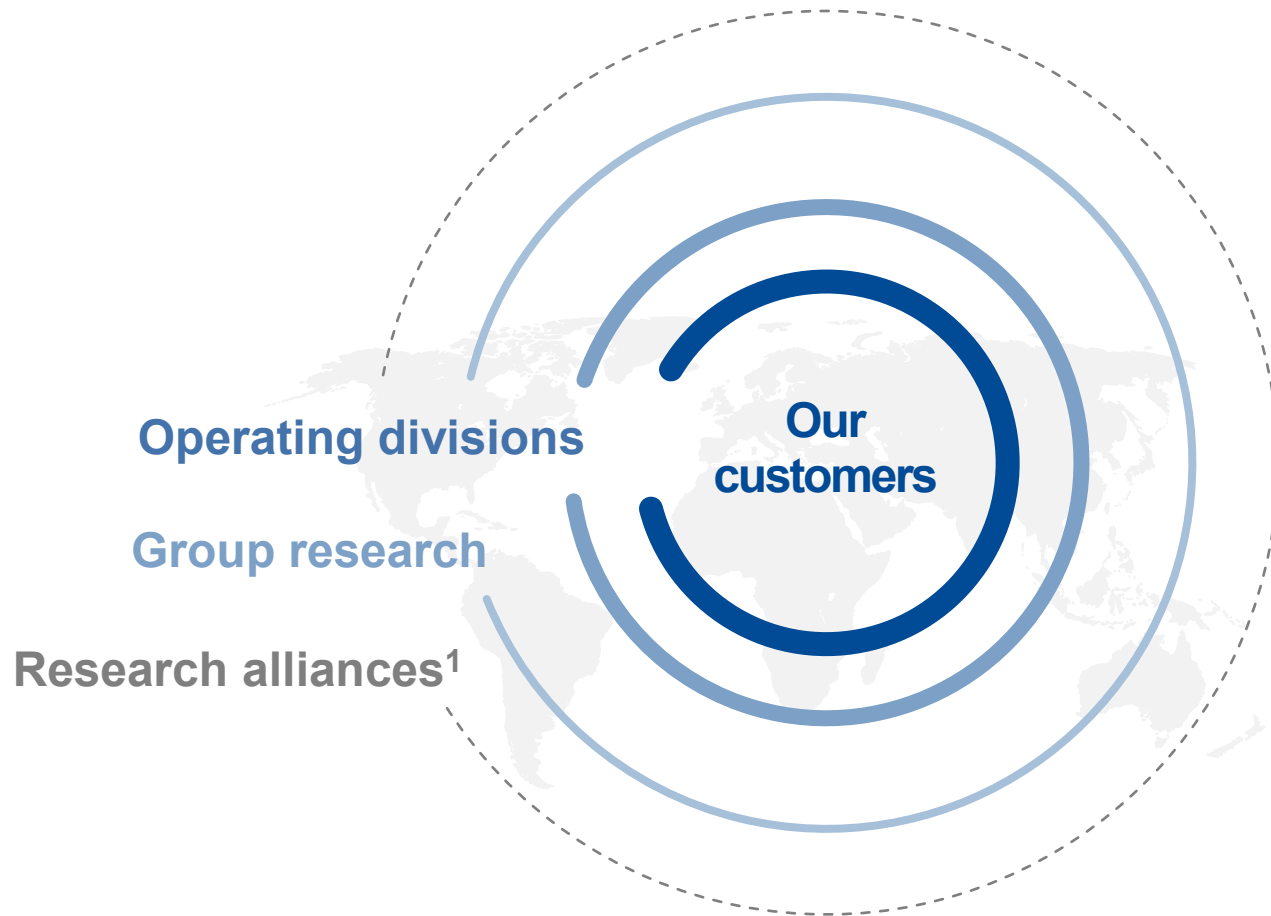 Our
customers
Operating divisions
Group research
Research alliances¹